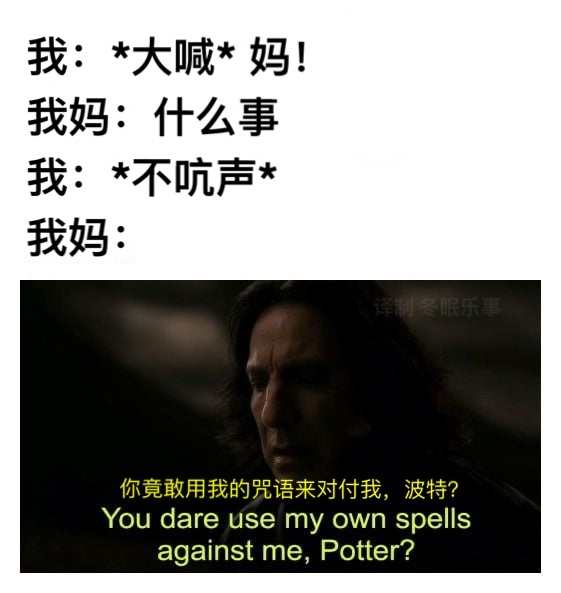 我：*大喊* 妈！
我妈：什么事
我：*不吭声*
我妈：
译制 冬眠乐事
你竟敢用我的咒语来对付我，波特？
You dare use my own spells
against me, Potter?